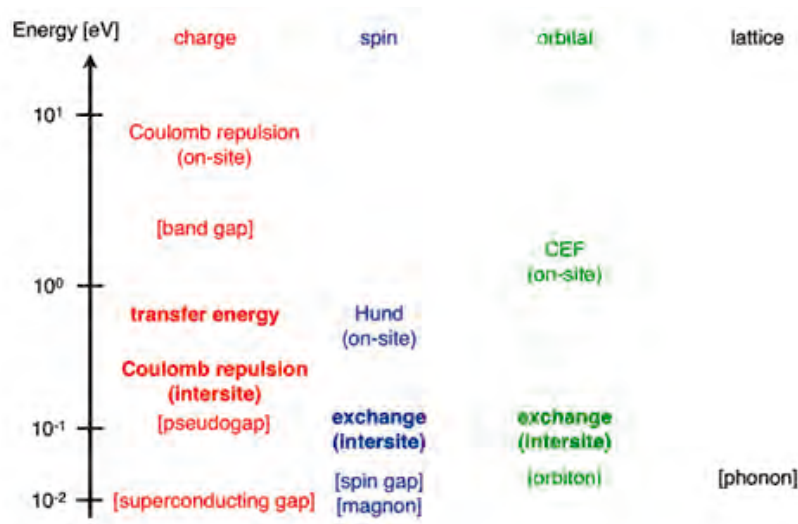 Energy [eV]
charge
spin
orbital
lattice
10¹
Coulomb repulsion
(on-site)
[band gap]
CEF
(on-site)
10⁰
transfer energy
Hund
(on-site)
Coulomb repulsion
(intersite)
10⁻¹
[pseudogap]
exchange
(intersite)
exchange
(intersite)
[spin gap]
(orbiton)
[phonon]
10⁻²
[superconducting gap]
[magnon]